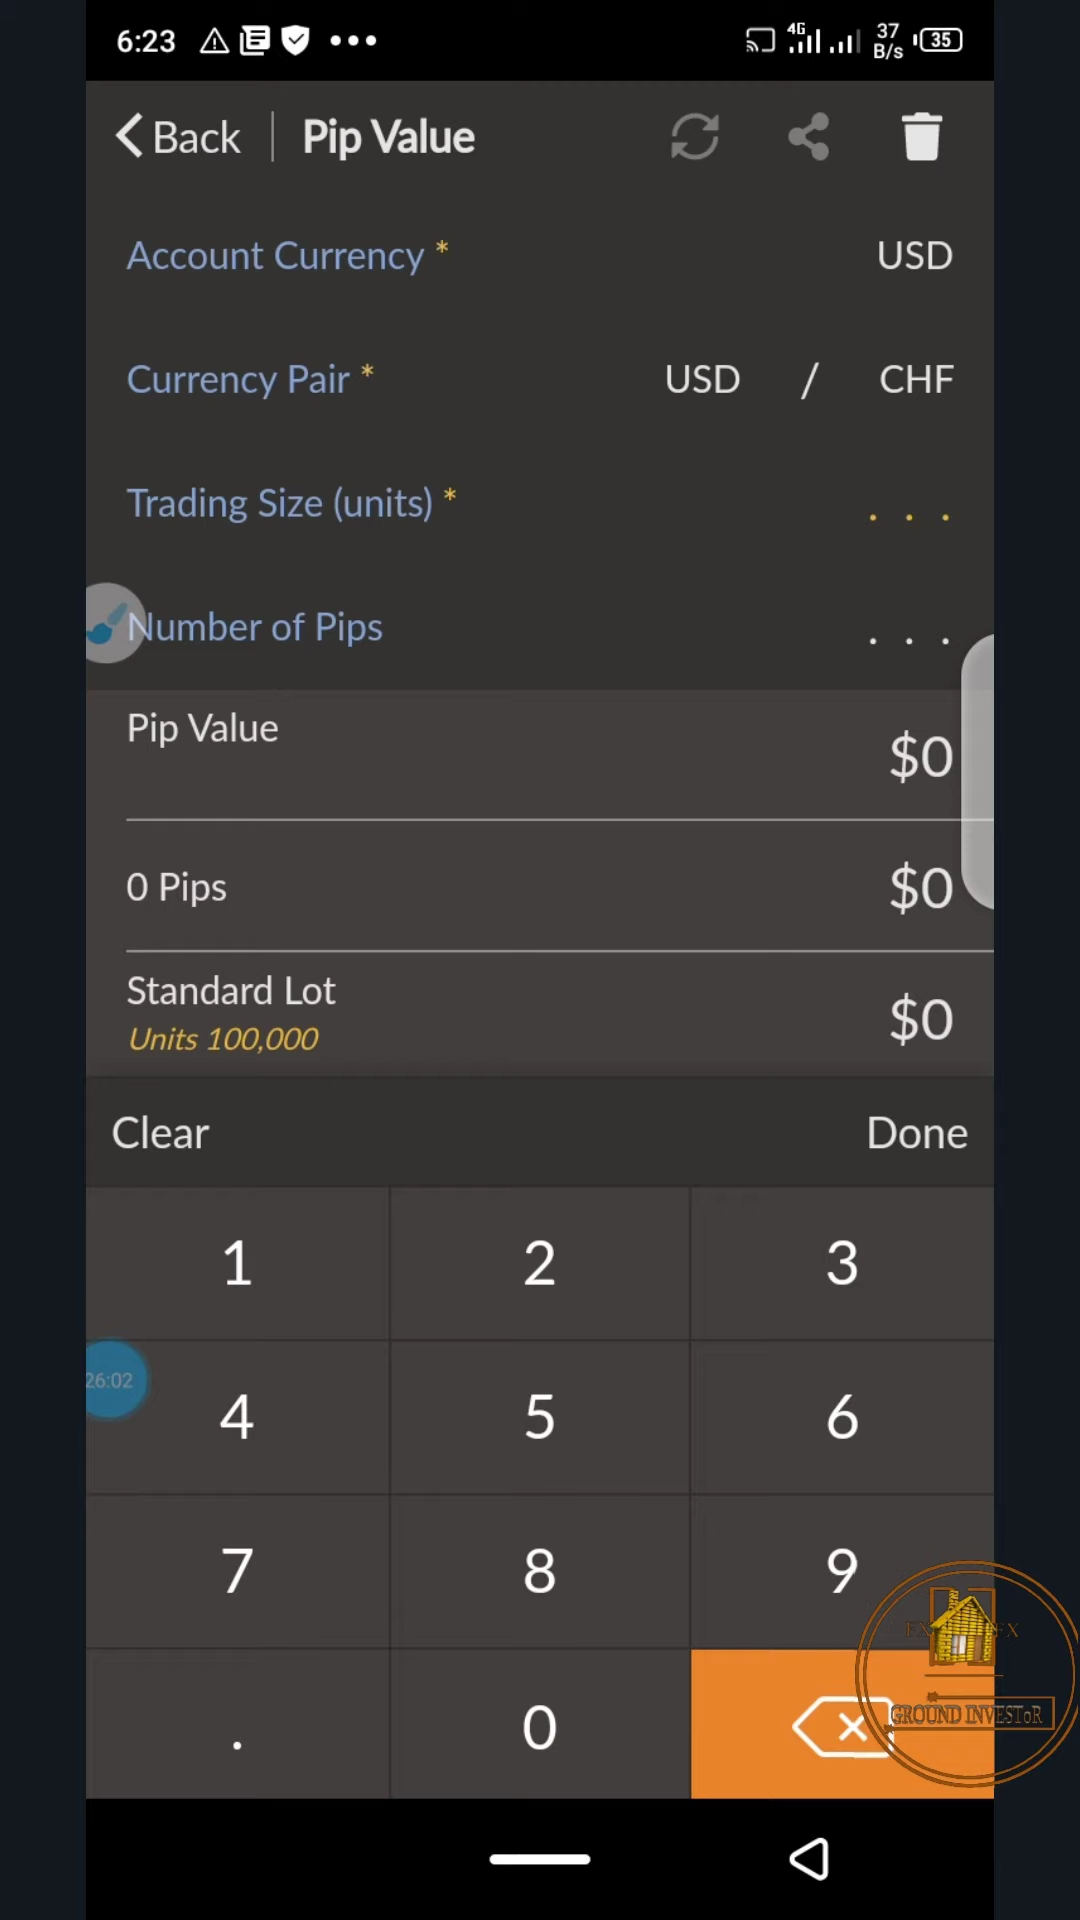 6:23
4G
37
B/s
35
Back
Pip Value
Account Currency *
USD
Currency Pair *
USD / CHF
Trading Size (units) *
. . .
Number of Pips
. . .
Pip Value
$0
0 Pips
$0
Standard Lot
$0
Units 100,000
Clear
Done
1 2 3
26:02
4 5 6
7 8 9
. 0
GROUND INVESToR